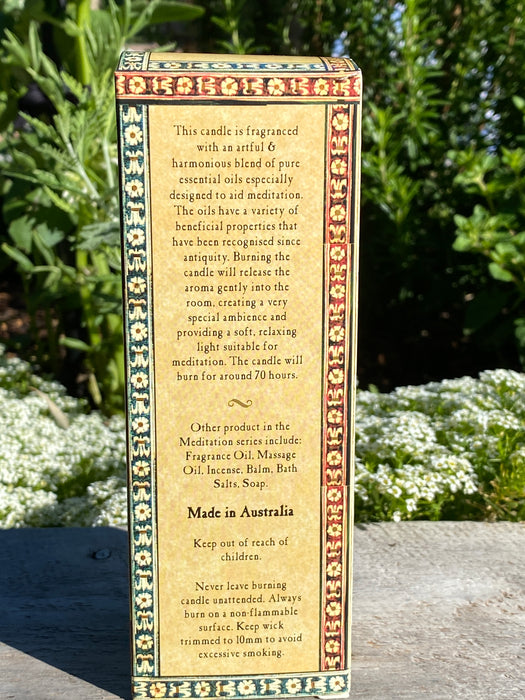 This candle is fragranced
with an artful &
harmonious blend of pure
essential oils especially
designed to aid meditation.
The oils have a variety of
beneficial properties that
have been recognised since
antiquity. Burning the
candle will release the
aroma gently into the
room, creating a very
special ambience and
providing a soft, relaxing
light suitable for
meditation. The candle will
burn for around 70 hours.
Other product in the
Meditation series include:
Fragrance Oil, Massage
Oil, Incense, Balm, Bath
Salts, Soap.
Made in Australia
Keep out of reach of
children.
Never leave burning
candle unattended. Always
burn on a non-flammable
surface. Keep wick
trimmed to 10mm to avoid
excessive smoking.